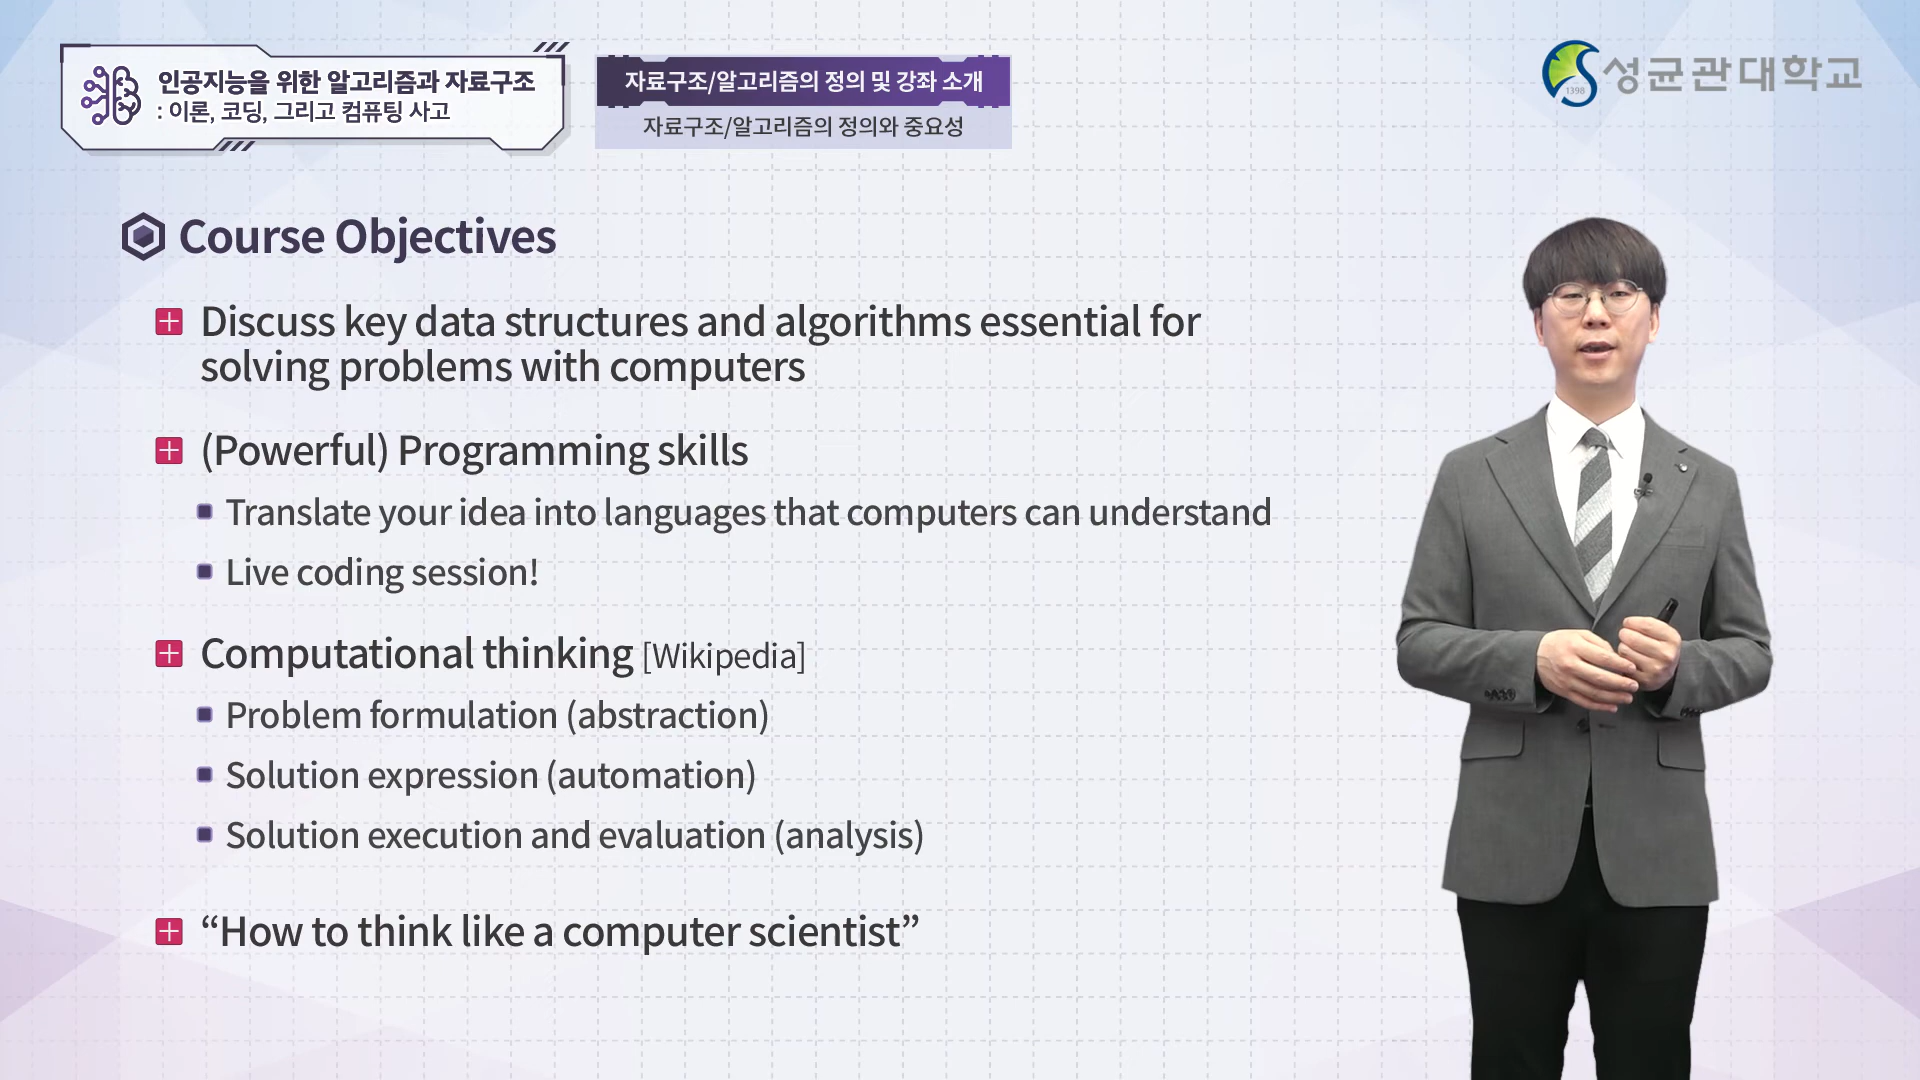 인공지능을 위한 알고리즘과 자료구조
: 이론, 코딩, 그리고 컴퓨팅 사고
자료구조/알고리즘의 정의 및 강좌 소개
자료구조/알고리즘의 정의와 중요성
1398
성균관대학교
Course Objectives
Discuss key data structures and algorithms essential for
solving problems with computers
(Powerful) Programming skills
Translate your idea into languages that computers can understand
Live coding session!
Computational thinking [Wikipedia]
Problem formulation (abstraction)
Solution expression (automation)
Solution execution and evaluation (analysis)
“How to think like a computer scientist”